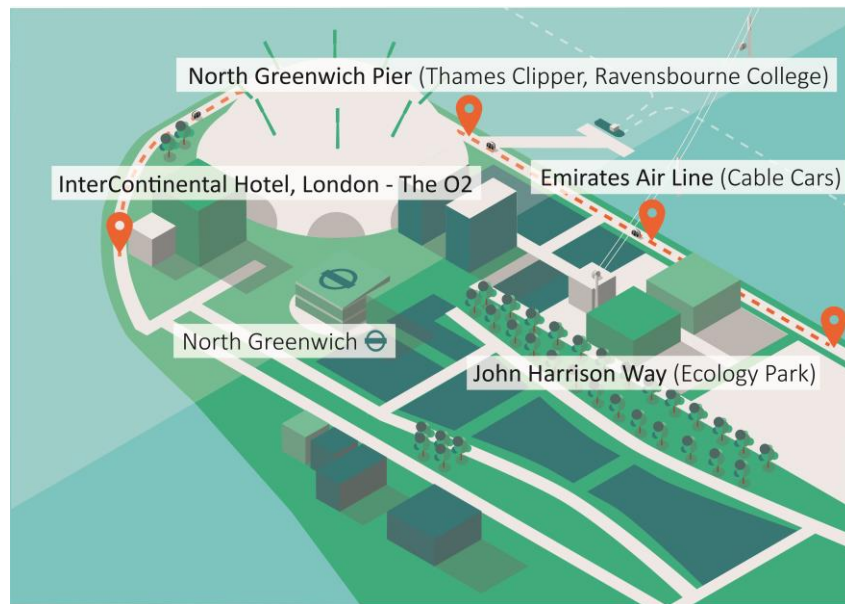 North Greenwich Pier (Thames Clipper, Ravensbourne College)
InterContinental Hotel, London - The O2
Emirates Air Line (Cable Cars)
North Greenwich
John Harrison Way (Ecology Park)